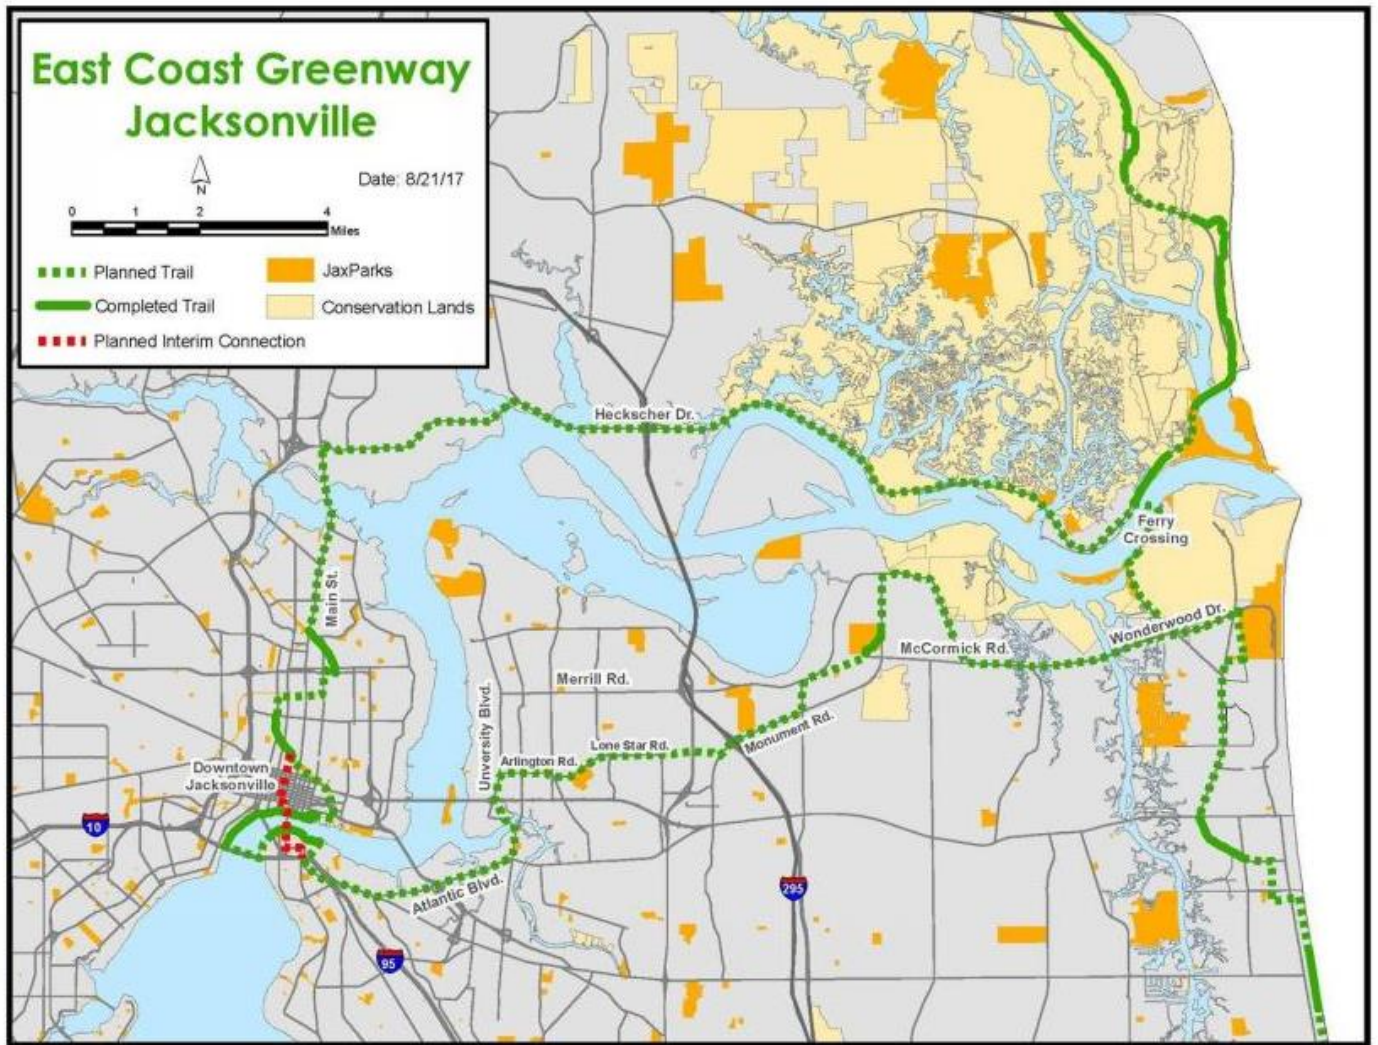 East Coast Greenway
Jacksonville
N
Date: 8/21/17
0 1 2 4
Miles
Planned Trail
JaxParks
Completed Trail
Conservation Lands
Planned Interim Connection
Heckscher Dr.
Ferry
Crossing
Main St.
Wonderwood Dr.
McCormick Rd.
Merrill Rd.
Unversity Blvd.
Monument Rd.
Lone Star Rd.
Arlington Rd.
Downtown
Jacksonville
10
Atlantic Blvd.
295
95